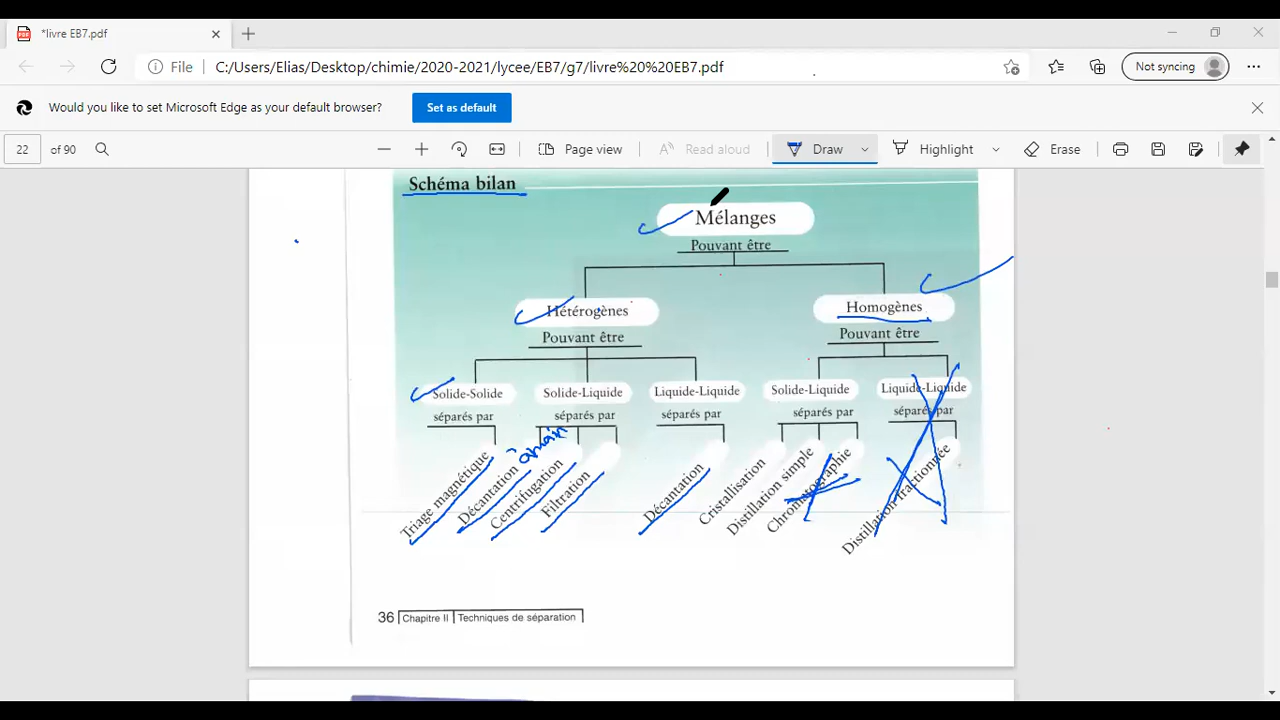 *livre EB7.pdf
File C:/Users/Elias/Desktop/chimie/2020-2021/lycee/EB7/g7/livre%20%20EB7.pdf Not syncing
Would you like to set Microsoft Edge as your default browser? Set as default
22 of 90 Page view Read aloud Draw Highlight Erase
Schéma bilan
Mélanges
Pouvant être
Hétérogènes Homogènes
Pouvant être Pouvant être
Solide-Solide Solide-Liquide Liquide-Liquide Solide-Liquide Liquide-Liquide
séparés par séparés par séparés par séparés par séparés par
à main
Triage magnétique Décantation Centrifugation Filtration Décantation Cristallisation Distillation simple Chromatographie Distillation fractionnée
36 Chapitre II Techniques de séparation